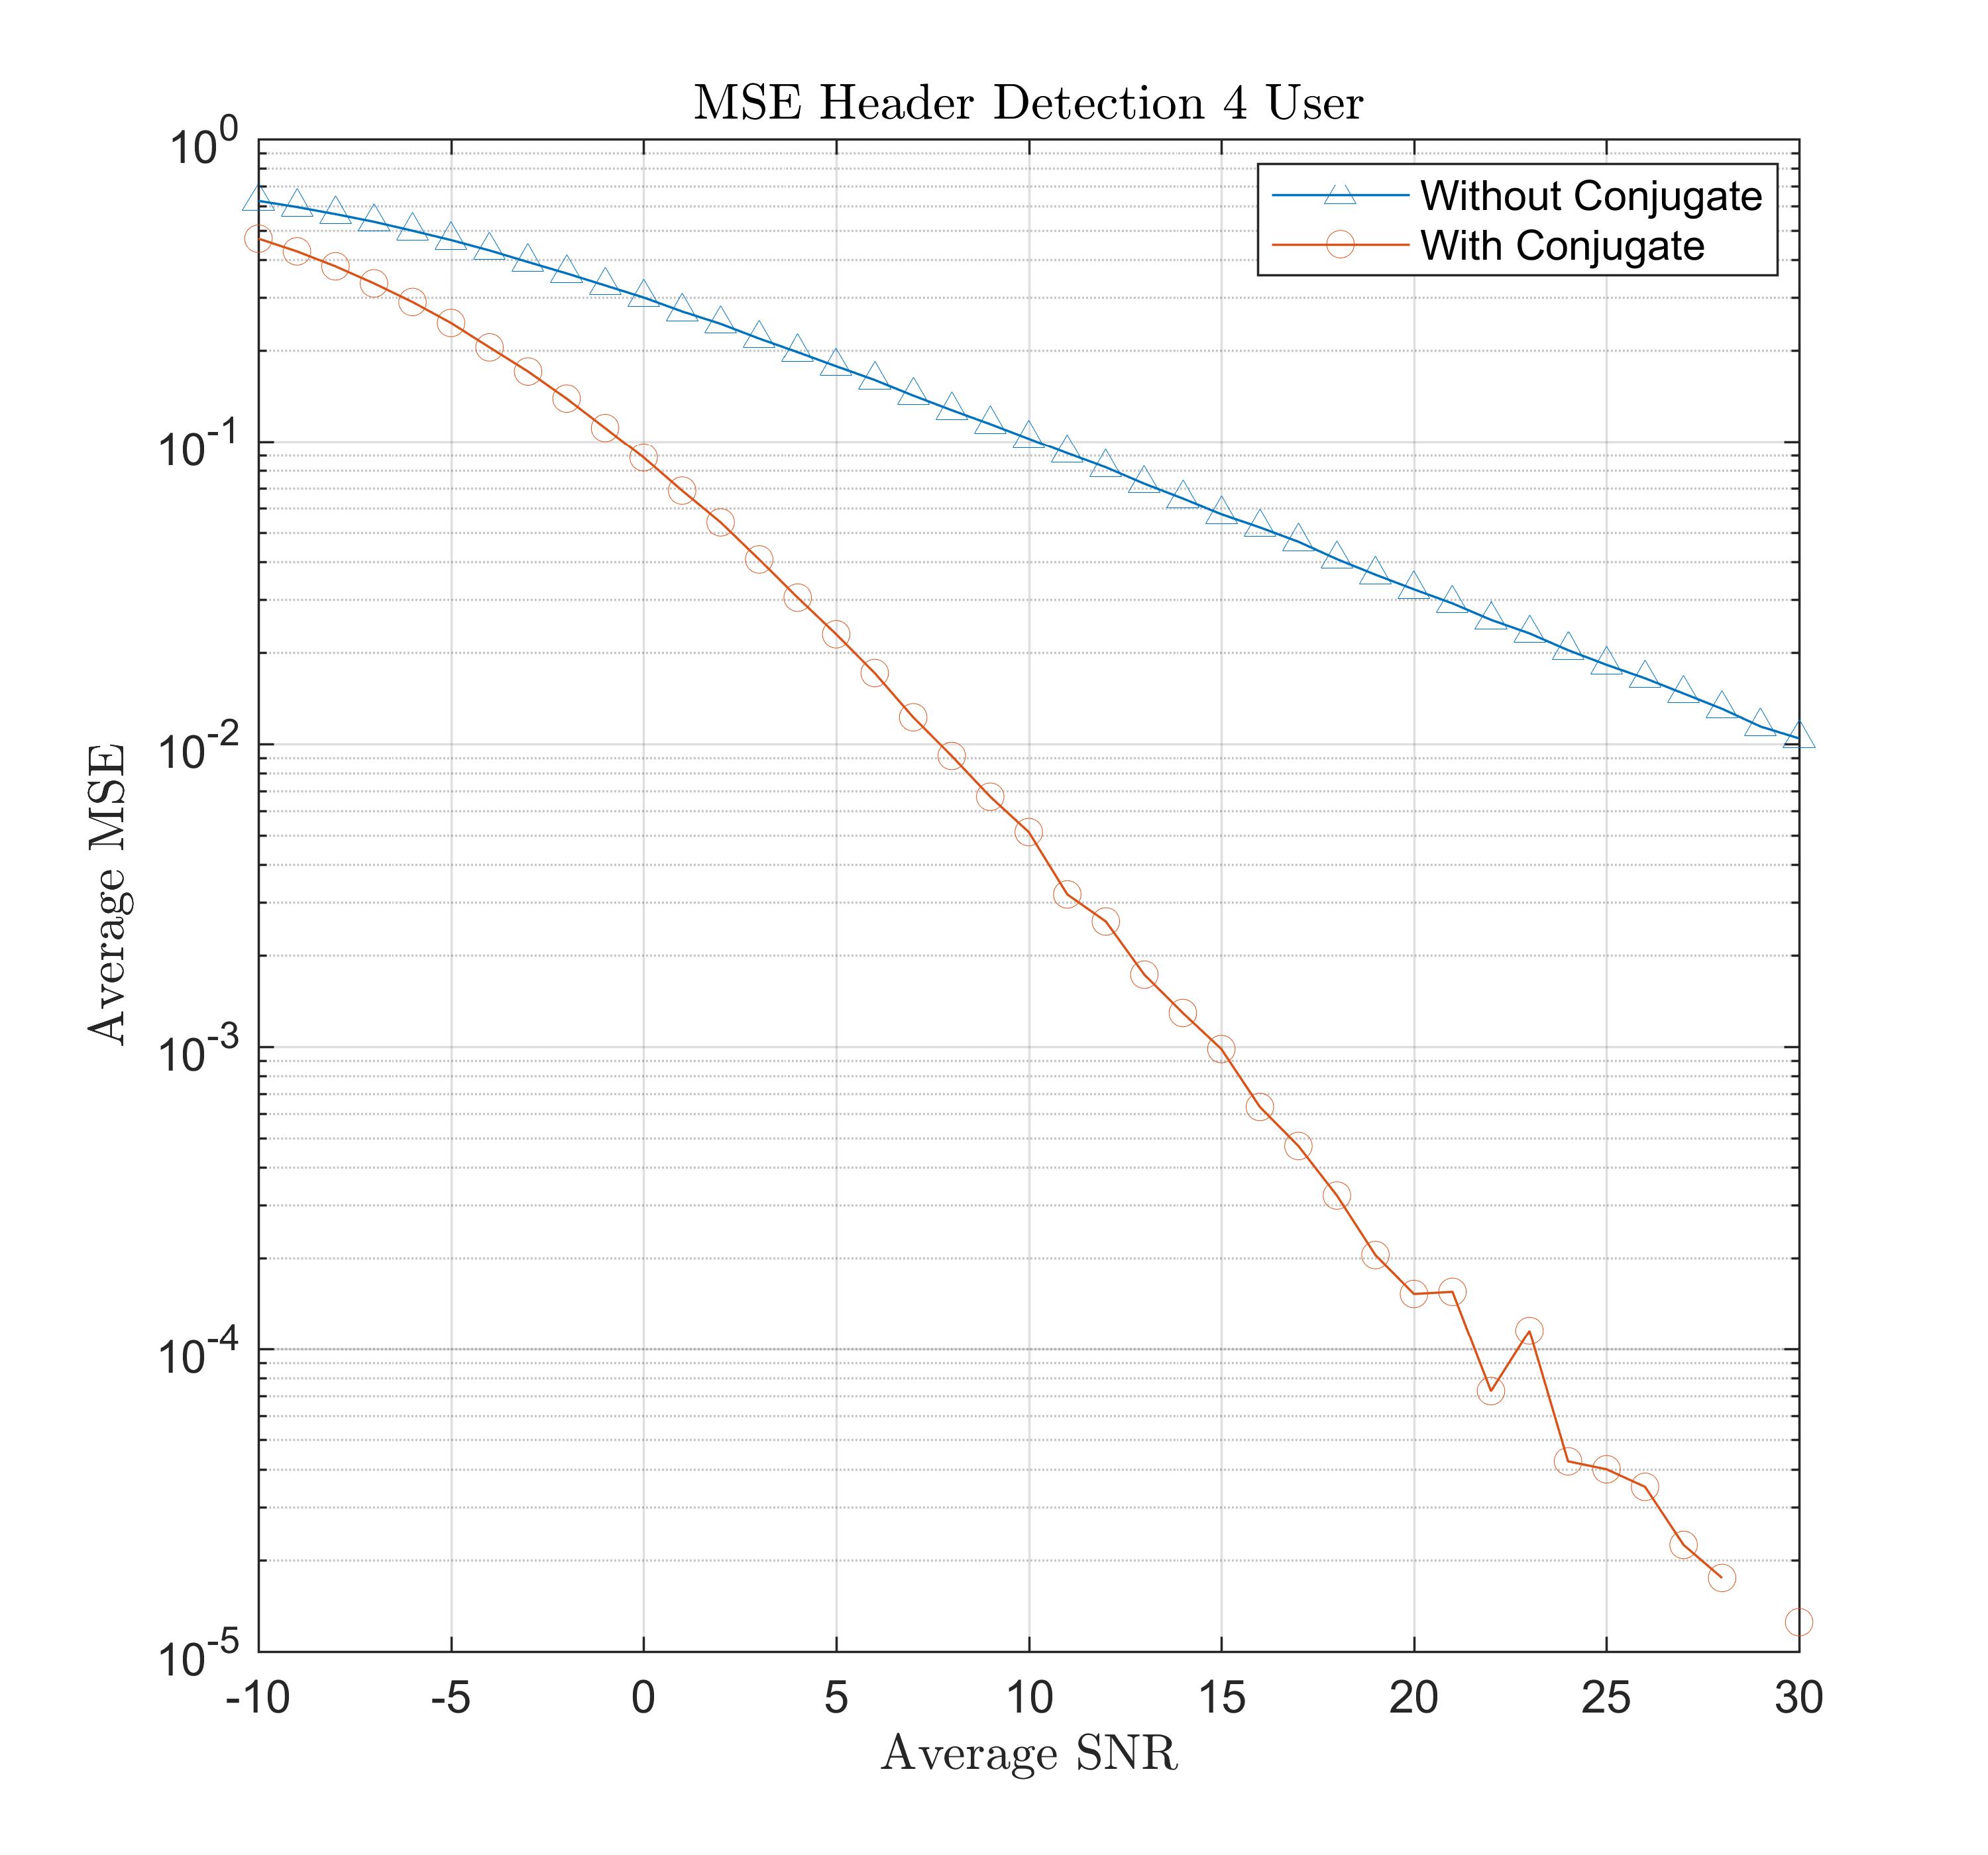 MSE Header Detection 4 User
Without Conjugate
With Conjugate
10^0
10^-1
10^-2
10^-3
10^-4
10^-5
Average MSE
-10 -5 0 5 10 15 20 25 30
Average SNR